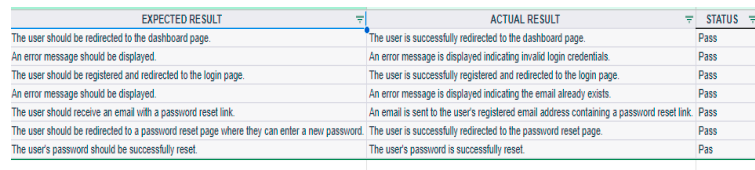 EXPECTED RESULT ACTUAL RESULT STATUS
The user should be redirected to the dashboard page. The user is successfully redirected to the dashboard page. Pass
An error message should be displayed. An error message is displayed indicating invalid login credentials. Pass
The user should be registered and redirected to the login page. The user is successfully registered and redirected to the login page. Pass
An error message should be displayed. An error message is displayed indicating the email already exists. Pass
The user should receive an email with a password reset link. An email is sent to the user's registered email address containing a password reset link. Pass
The user should be redirected to a password reset page where they can enter a new password. The user is successfully redirected to the password reset page. Pass
The user's password should be successfully reset. The user's password is successfully reset. Pas